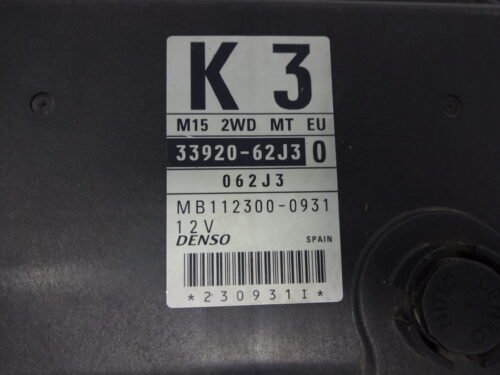 K 3
M15 2WD MT EU
33920-62J3 0
062J3
MB112300-0931
12V
DENSO SPAIN
*230931I*